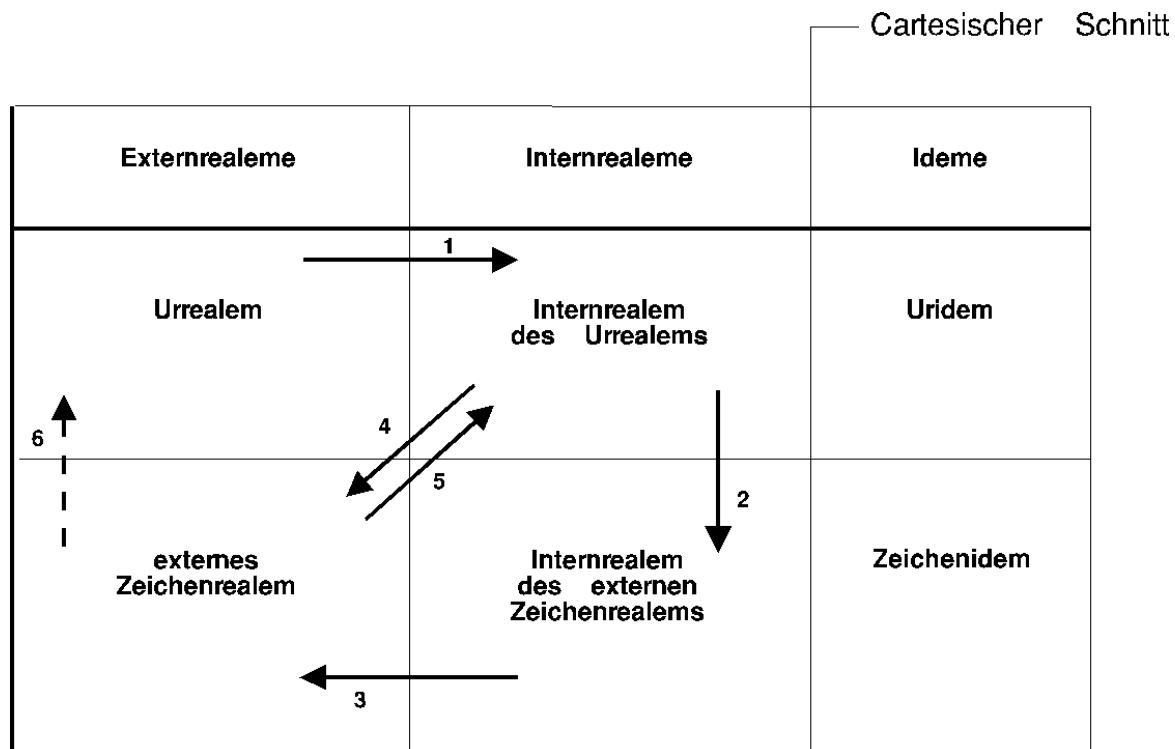 Cartesischer Schnitt
Externrealeme
Internrealeme
Ideme
1
Urrealem
Internrealem
des Urrealems
Uridem
4
6
5
2
externes
Zeichenrealem
Internrealem
des externen
Zeichenrealems
Zeichenidem
3